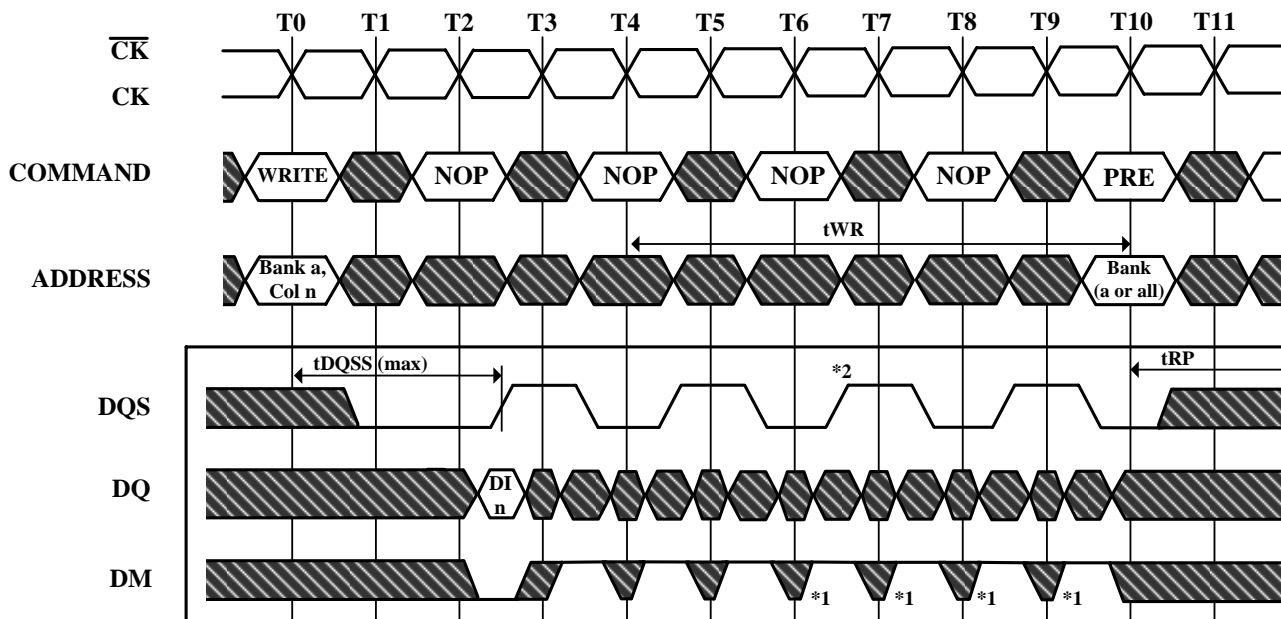 T0 T1 T2 T3 T4 T5 T6 T7 T8 T9 T10 T11
CK
CK
COMMAND WRITE NOP NOP NOP NOP PRE
tWR
ADDRESS Bank a, Col n Bank (a or all)
tDQSS (max) tRP
*2
DQS
DQ DI n
DM
*1 *1 *1 *1